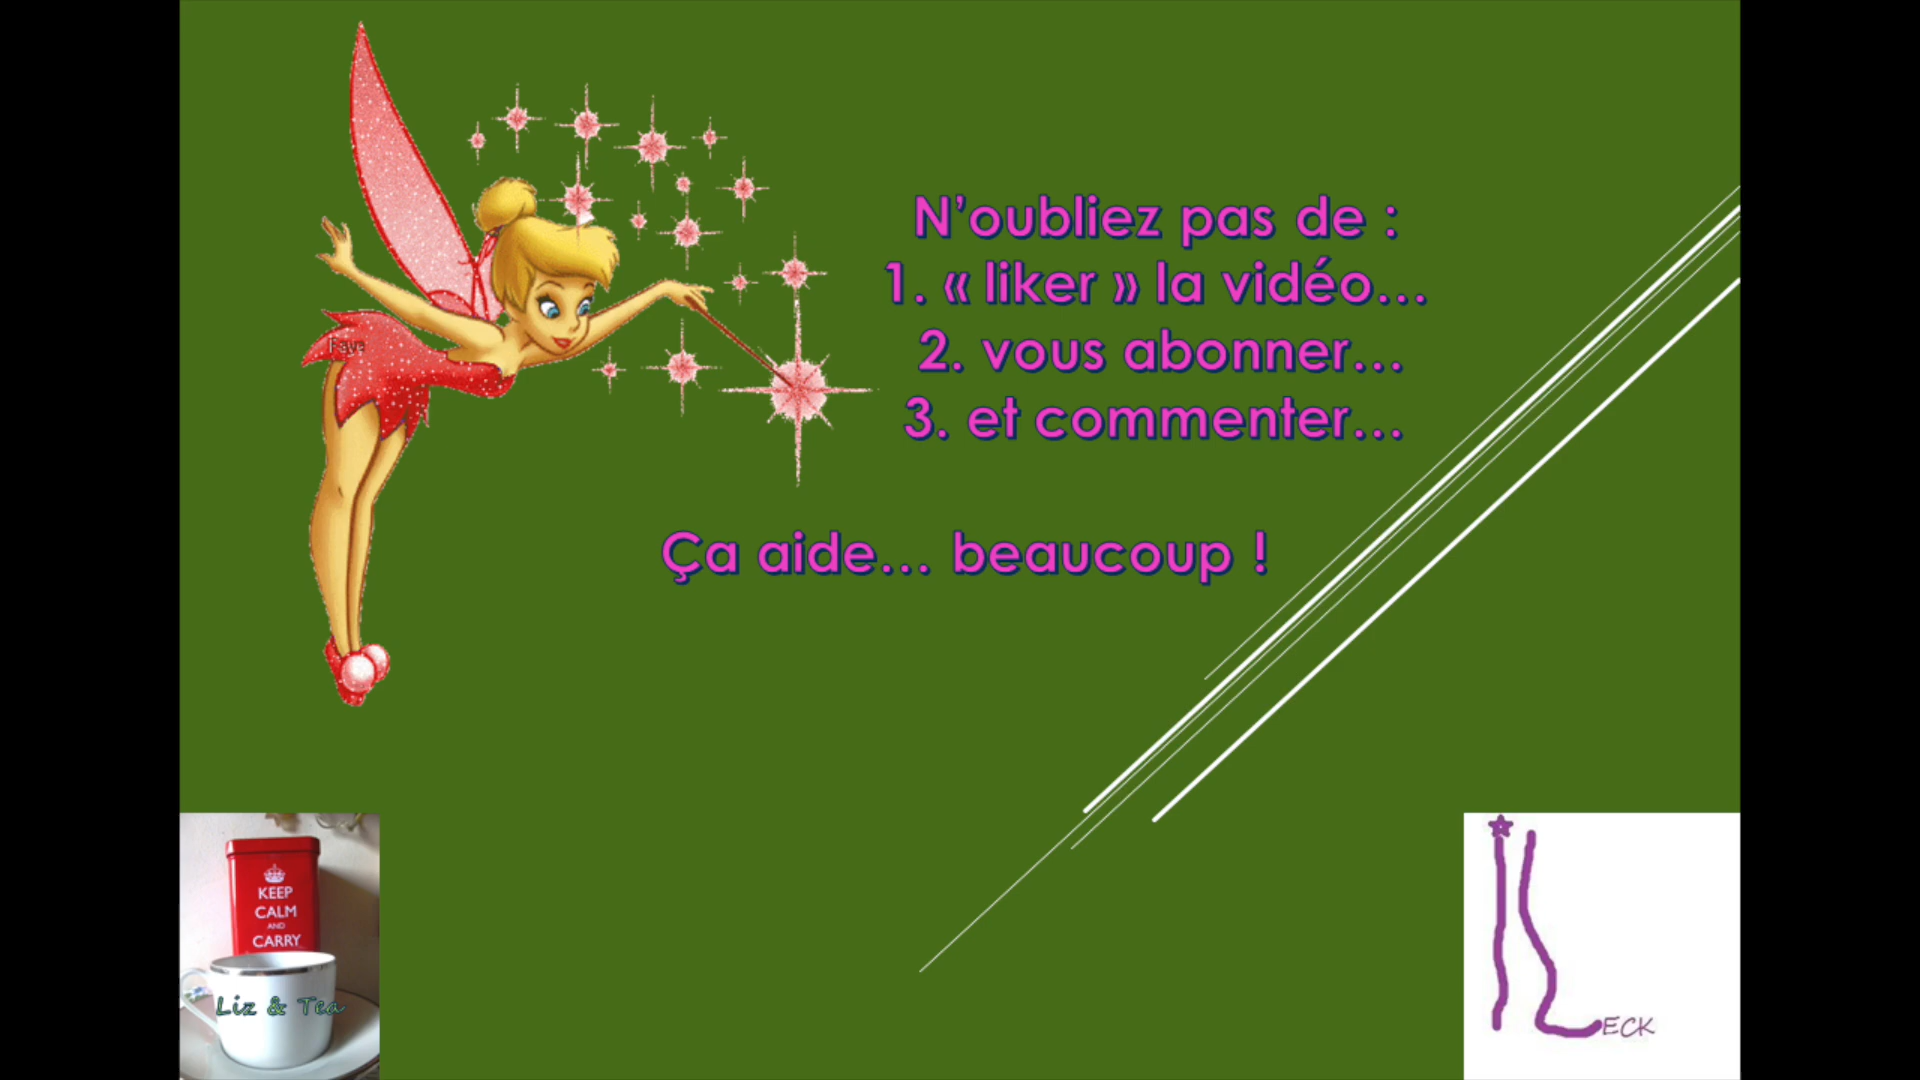 N’oubliez pas de :
1. « liker » la vidéo…
2. vous abonner…
3. et commenter…
Ça aide… beaucoup !
Faya
KEEP
CALM
AND
CARRY
Liz & Tea
ECK